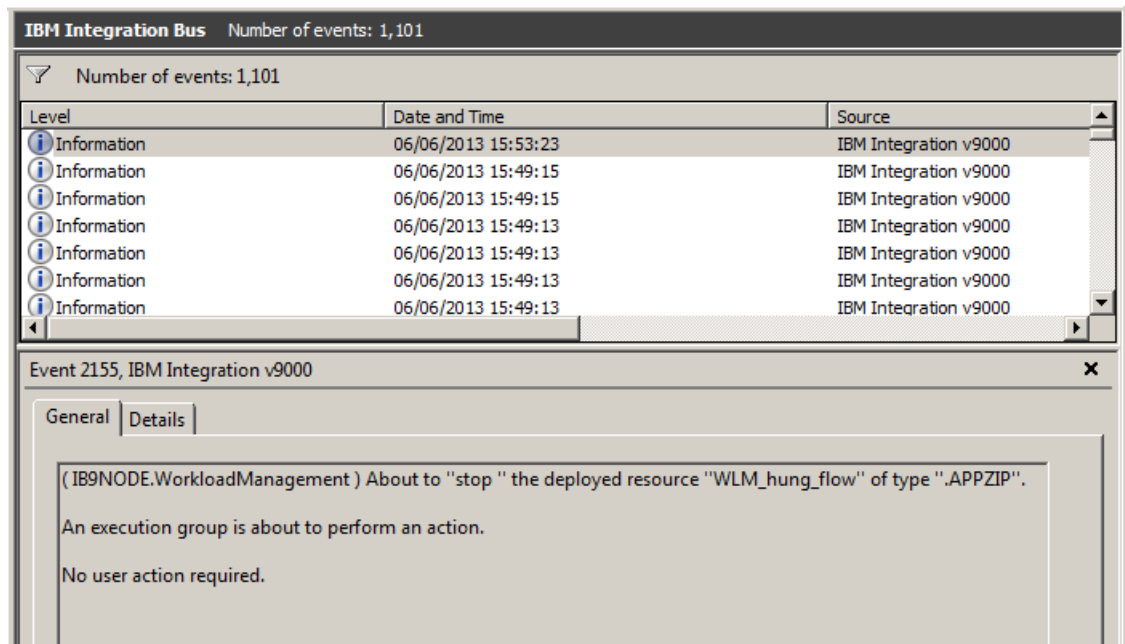 IBM Integration Bus Number of events: 1,101
Number of events: 1,101
Level Date and Time Source
Information 06/06/2013 15:53:23 IBM Integration v9000
Information 06/06/2013 15:49:15 IBM Integration v9000
Information 06/06/2013 15:49:15 IBM Integration v9000
Information 06/06/2013 15:49:13 IBM Integration v9000
Information 06/06/2013 15:49:13 IBM Integration v9000
Information 06/06/2013 15:49:13 IBM Integration v9000
Information 06/06/2013 15:49:13 IBM Integration v9000
Event 2155, IBM Integration v9000
General Details
( IB9NODE.WorkloadManagement ) About to "stop " the deployed resource "WLM_hung_flow" of type ".APPZIP".
An execution group is about to perform an action.
No user action required.